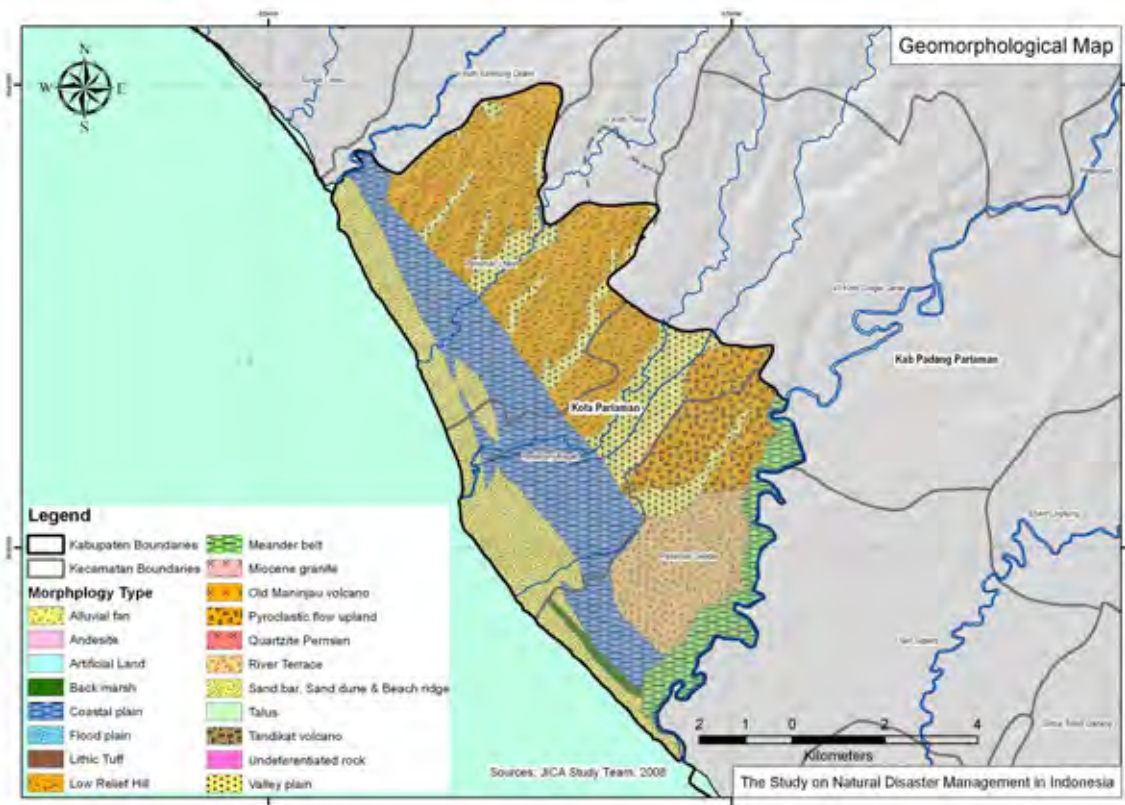 Geomorphological Map
N
W E
S
Kab Padang Pariaman
Kota Pariaman
Legend
Kabupaten Boundaries
Kecamatan Boundaries
Morphplogy Type
Alluvial fan
Andesite
Artificial Land
Back marsh
Coastal plain
Flood plain
Lithic Tuff
Low Relief Hill
Meander belt
Miocene granite
Old Maninjau volcano
Pyroclastic flow upland
Quartzite Permsien
River Terrace
Sand bar, Sand dune & Beach ridge
Talus
Tandikat volcano
Undeferentiated rock
Valley plain
2 1 0 2 4
Kilometers
Sources: JICA Study Team, 2008
The Study on Natural Disaster Management in Indonesia